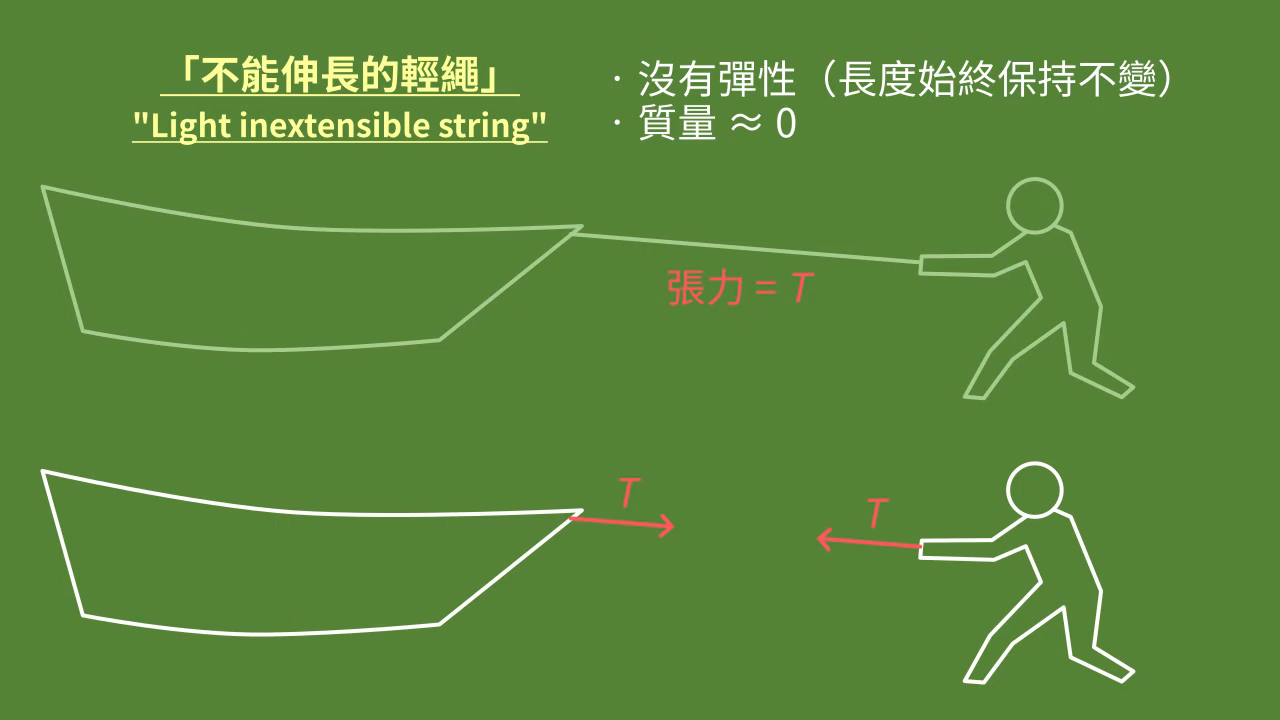 「不能伸長的輕繩」
"Light inextensible string"
· 沒有彈性（長度始終保持不變）
· 質量 ≈ 0
張力 = T
T
T